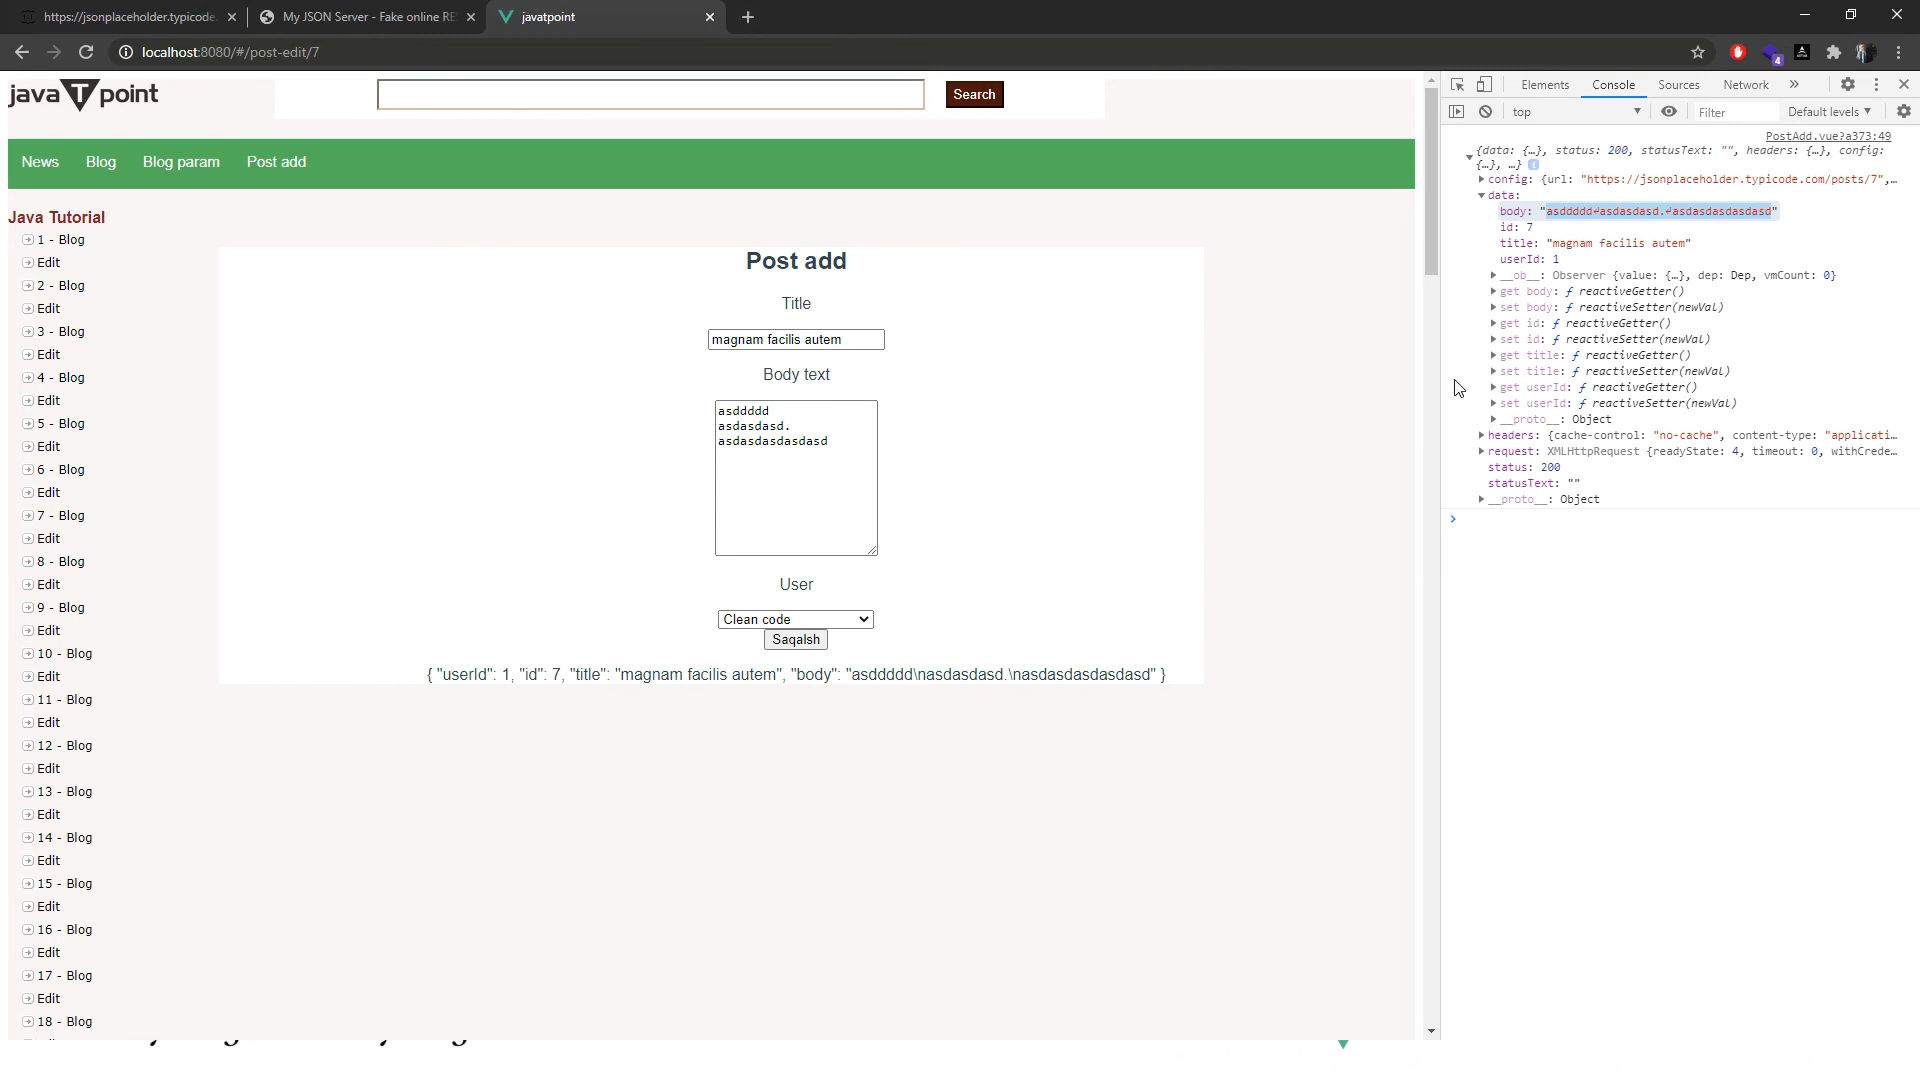 https://jsonplaceholder.typicode.
My JSON Server - Fake online RE
javatpoint
localhost:8080/#/post-edit/7
4
java T point
Search
News Blog Blog param Post add
Java Tutorial
1 - Blog
Edit
2 - Blog
Edit
3 - Blog
Edit
4 - Blog
Edit
5 - Blog
Edit
6 - Blog
Edit
7 - Blog
Edit
8 - Blog
Edit
9 - Blog
Edit
10 - Blog
Edit
11 - Blog
Edit
12 - Blog
Edit
13 - Blog
Edit
14 - Blog
Edit
15 - Blog
Edit
16 - Blog
Edit
17 - Blog
Edit
18 - Blog
Post add
Title
magnam facilis autem
Body text
asddddd
asdasdasd.
asdasdasdasdasd
User
Clean code
Saqalsh
{ "userId": 1, "id": 7, "title": "magnam facilis autem", "body": "asddddd\nasdasdasd.\nasdasdasdasdasd" }
Elements Console Sources Network »
top Filter Default levels
PostAdd.vue?a373:49
{data: {…}, status: 200, statusText: "", headers: {…}, config:
{…}, …}
config: {url: "https://jsonplaceholder.typicode.com/posts/7",…
data:
body: "asddddd↵asdasdasd.↵asdasdasdasdasd"
id: 7
title: "magnam facilis autem"
userId: 1
__ob__: Observer {value: {…}, dep: Dep, vmCount: 0}
get body: ƒ reactiveGetter()
set body: ƒ reactiveSetter(newVal)
get id: ƒ reactiveGetter()
set id: ƒ reactiveSetter(newVal)
get title: ƒ reactiveGetter()
set title: ƒ reactiveSetter(newVal)
get userId: ƒ reactiveGetter()
set userId: ƒ reactiveSetter(newVal)
__proto__: Object
headers: {cache-control: "no-cache", content-type: "applicati…
request: XMLHttpRequest {readyState: 4, timeout: 0, withCrede…
status: 200
statusText: ""
__proto__: Object